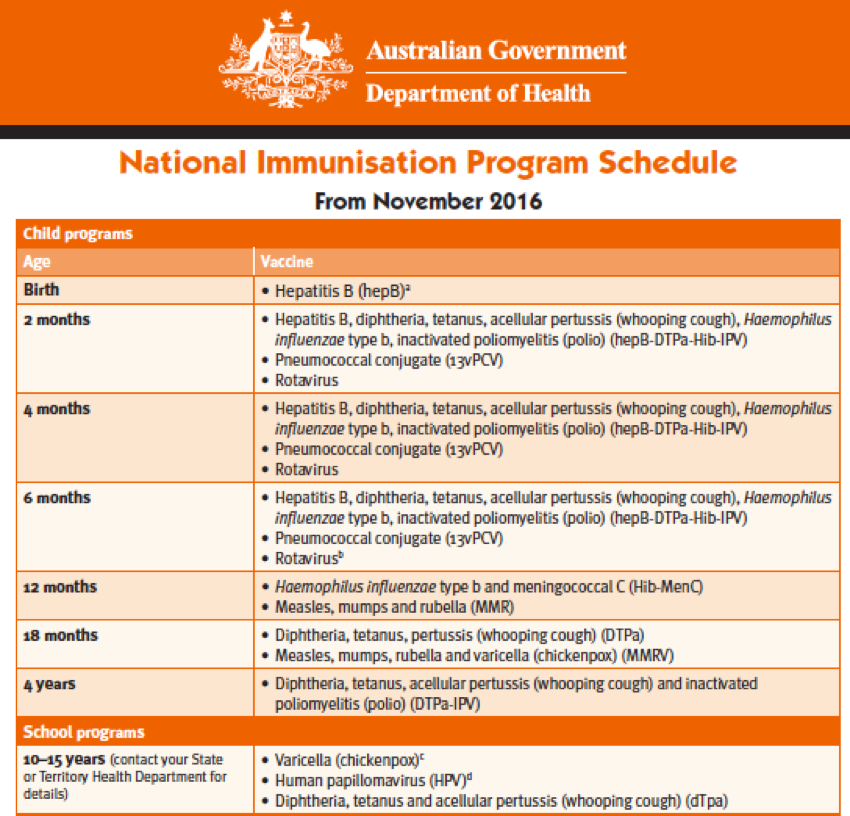 Australian Government
Department of Health
National Immunisation Program Schedule
From November 2016
Child programs
Age
Vaccine
Birth
• Hepatitis B (hepB)ᵃ
2 months
• Hepatitis B, diphtheria, tetanus, acellular pertussis (whooping cough), Haemophilus
influenzae type b, inactivated poliomyelitis (polio) (hepB-DTPa-Hib-IPV)
• Pneumococcal conjugate (13vPCV)
• Rotavirus
4 months
• Hepatitis B, diphtheria, tetanus, acellular pertussis (whooping cough), Haemophilus
influenzae type b, inactivated poliomyelitis (polio) (hepB-DTPa-Hib-IPV)
• Pneumococcal conjugate (13vPCV)
• Rotavirus
6 months
• Hepatitis B, diphtheria, tetanus, acellular pertussis (whooping cough), Haemophilus
influenzae type b, inactivated poliomyelitis (polio) (hepB-DTPa-Hib-IPV)
• Pneumococcal conjugate (13vPCV)
• Rotavirusᵇ
12 months
• Haemophilus influenzae type b and meningococcal C (Hib-MenC)
• Measles, mumps and rubella (MMR)
18 months
• Diphtheria, tetanus, pertussis (whooping cough) (DTPa)
• Measles, mumps, rubella and varicella (chickenpox) (MMRV)
4 years
• Diphtheria, tetanus, acellular pertussis (whooping cough) and inactivated
poliomyelitis (polio) (DTPa-IPV)
School programs
10–15 years (contact your State
or Territory Health Department for
details)
• Varicella (chickenpox)ᶜ
• Human papillomavirus (HPV)ᵈ
• Diphtheria, tetanus and acellular pertussis (whooping cough) (dTpa)